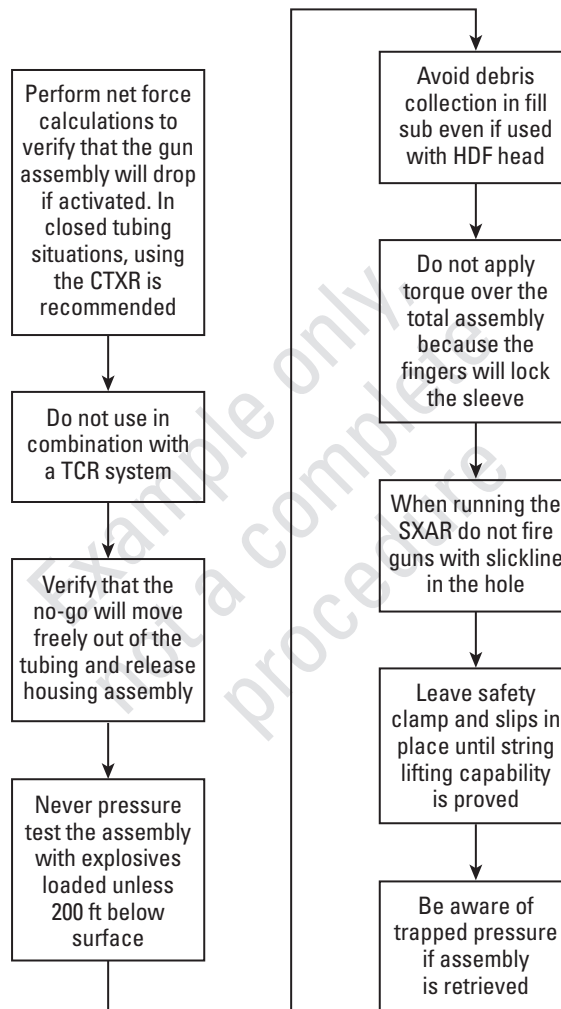 Perform net force
calculations to
verify that the gun
assembly will drop
if activated. In
closed tubing
situations, using
the CTXR is
recommended
Do not use in
combination with
a TCR system
Verify that the
no-go will move
freely out of the
tubing and release
housing assembly
Never pressure
test the assembly
with explosives
loaded unless
200 ft below
surface
Avoid debris
collection in fill
sub even if used
with HDF head
Do not apply
torque over the
total assembly
because the
fingers will lock
the sleeve
When running the
SXAR do not fire
guns with slickline
in the hole
Leave safety
clamp and slips in
place until string
lifting capability
is proved
Be aware of
trapped pressure
if assembly
is retrieved
Example only,
not a complete
procedure